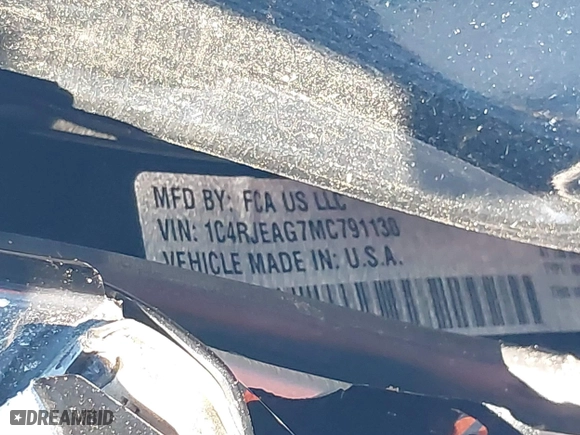 MFD BY: FCA US LLC
VIN: 1C4RJEAG7MC791130
VEHICLE MADE IN: U.S.A.
DREAMBID